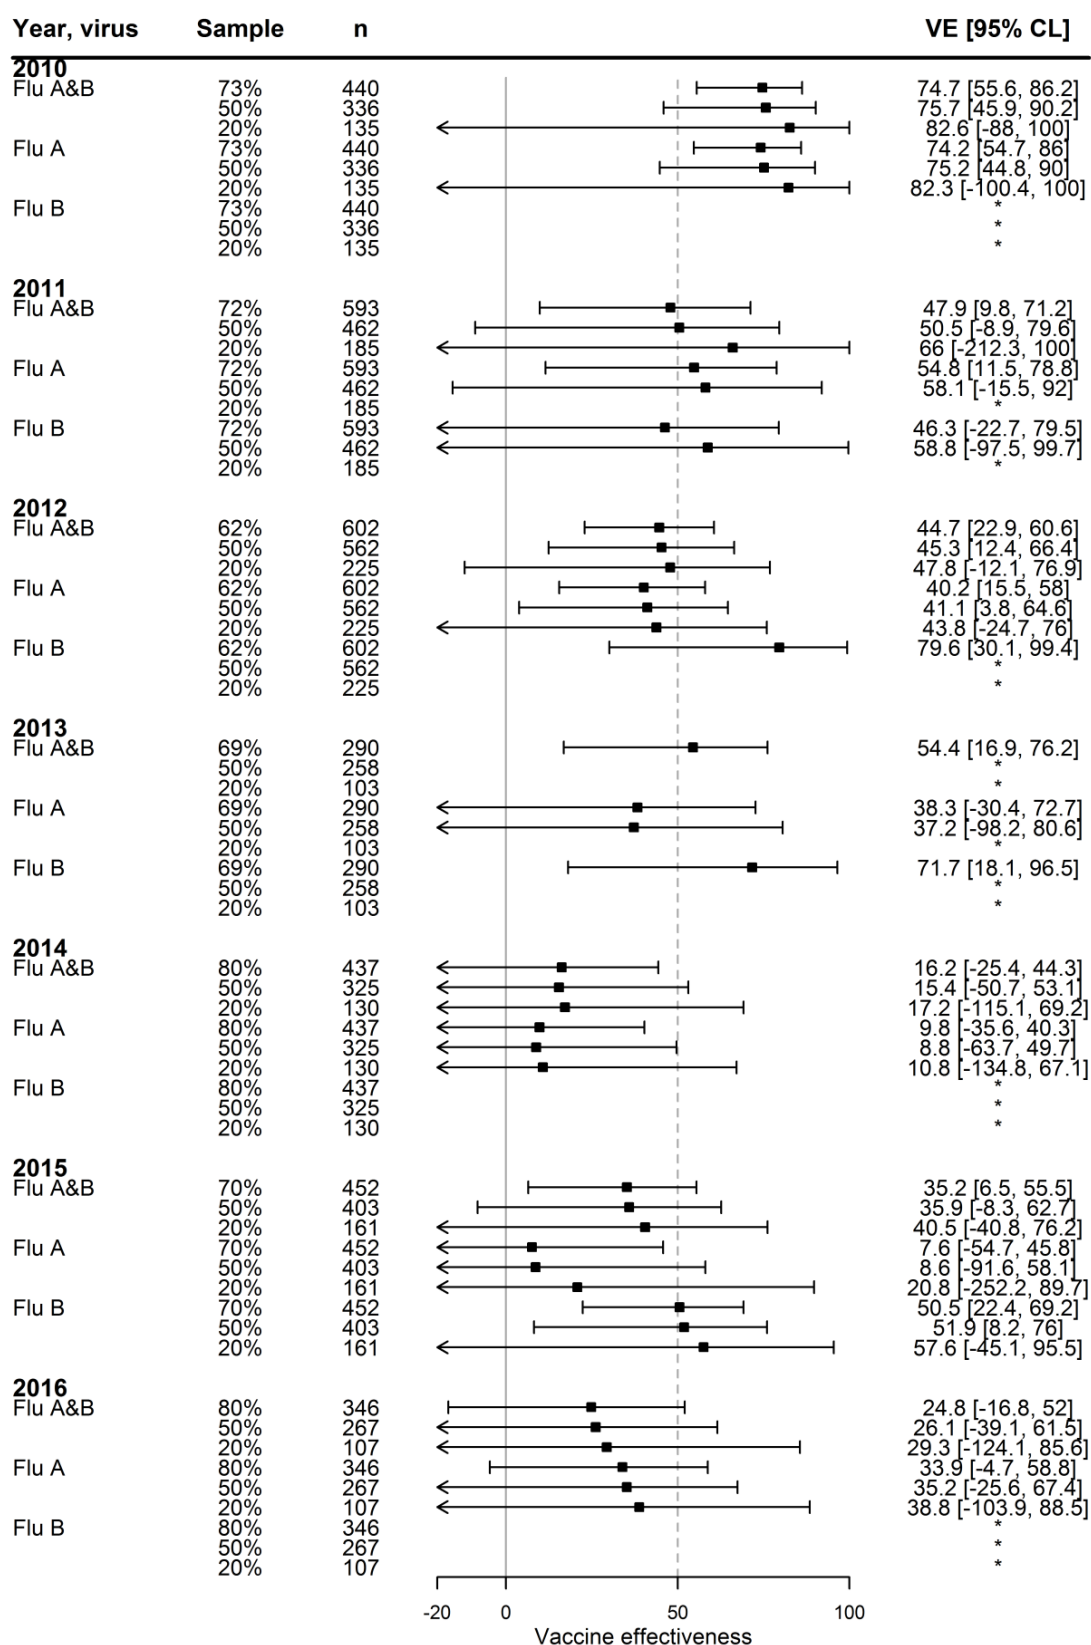 Year, virus Sample n VE [95% CL]
2010
Flu A&B 73% 440 74.7 [55.6, 86.2]
50% 336 75.7 [45.9, 90.2]
20% 135 82.6 [-88, 100]
Flu A 73% 440 74.2 [54.7, 86]
50% 336 75.2 [44.8, 90]
20% 135 82.3 [-100.4, 100]
Flu B 73% 440 *
50% 336 *
20% 135 *
2011
Flu A&B 72% 593 47.9 [9.8, 71.2]
50% 462 50.5 [-8.9, 79.6]
20% 185 66 [-212.3, 100]
Flu A 72% 593 54.8 [11.5, 78.8]
50% 462 58.1 [-15.5, 92]
20% 185 *
Flu B 72% 593 46.3 [-22.7, 79.5]
50% 462 58.8 [-97.5, 99.7]
20% 185 *
2012
Flu A&B 62% 602 44.7 [22.9, 60.6]
50% 562 45.3 [12.4, 66.4]
20% 225 47.8 [-12.1, 76.9]
Flu A 62% 602 40.2 [15.5, 58]
50% 562 41.1 [3.8, 64.6]
20% 225 43.8 [-24.7, 76]
Flu B 62% 602 79.6 [30.1, 99.4]
50% 562 *
20% 225 *
2013
Flu A&B 69% 290 54.4 [16.9, 76.2]
50% 258 *
20% 103 *
Flu A 69% 290 38.3 [-30.4, 72.7]
50% 258 37.2 [-98.2, 80.6]
20% 103 *
Flu B 69% 290 71.7 [18.1, 96.5]
50% 258 *
20% 103 *
2014
Flu A&B 80% 437 16.2 [-25.4, 44.3]
50% 325 15.4 [-50.7, 53.1]
20% 130 17.2 [-115.1, 69.2]
Flu A 80% 437 9.8 [-35.6, 40.3]
50% 325 8.8 [-63.7, 49.7]
20% 130 10.8 [-134.8, 67.1]
Flu B 80% 437 *
50% 325 *
20% 130 *
2015
Flu A&B 70% 452 35.2 [6.5, 55.5]
50% 403 35.9 [-8.3, 62.7]
20% 161 40.5 [-40.8, 76.2]
Flu A 70% 452 7.6 [-54.7, 45.8]
50% 403 8.6 [-91.6, 58.1]
20% 161 20.8 [-252.2, 89.7]
Flu B 70% 452 50.5 [22.4, 69.2]
50% 403 51.9 [8.2, 76]
20% 161 57.6 [-45.1, 95.5]
2016
Flu A&B 80% 346 24.8 [-16.8, 52]
50% 267 26.1 [-39.1, 61.5]
20% 107 29.3 [-124.1, 85.6]
Flu A 80% 346 33.9 [-4.7, 58.8]
50% 267 35.2 [-25.6, 67.4]
20% 107 38.8 [-103.9, 88.5]
Flu B 80% 346 *
50% 267 *
20% 107 *
-20 0 50 100
Vaccine effectiveness